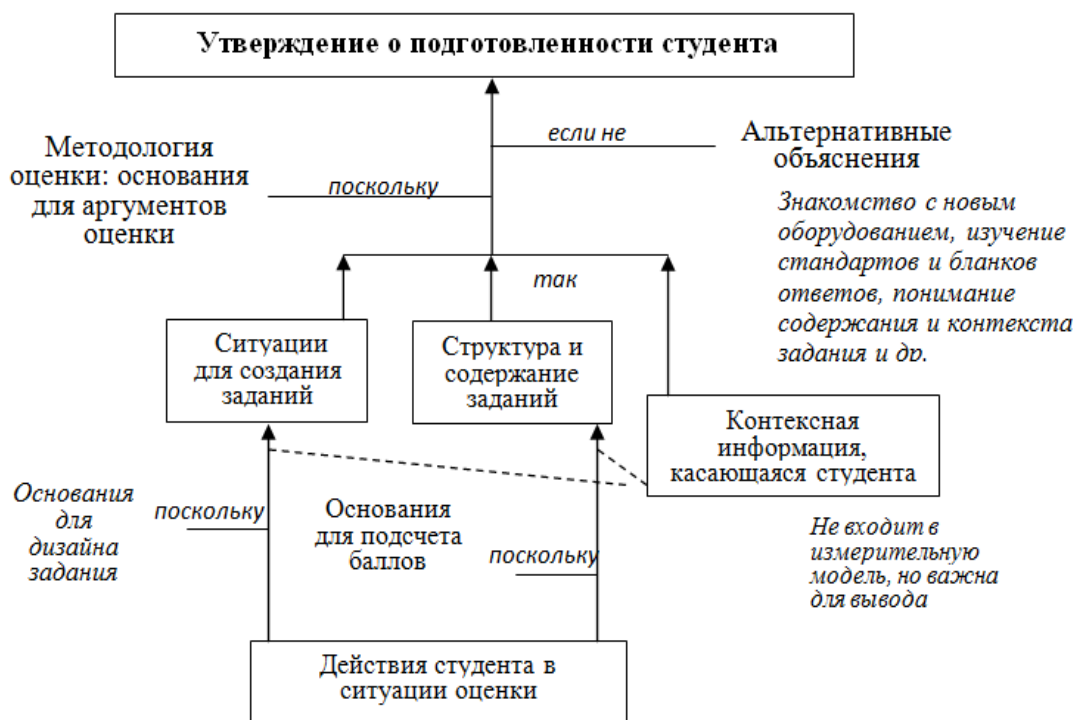 Утверждение о подготовленности студента
Методология
оценки: основания
для аргументов
оценки
поскольку
если не
Альтернативные
объяснения
Знакомство с новым
оборудованием, изучение
стандартов и бланков
ответов, понимание
содержания и контекста
задания и др.
так
Ситуации
для создания
заданий
Структура и
содержание
заданий
Контексная
информация,
касающаяся студента
Основания
для
дизайна
задания
поскольку
Основания
для подсчета
баллов
поскольку
Не входит в
измерительную
модель, но важна
для вывода
Действия студента в
ситуации оценки